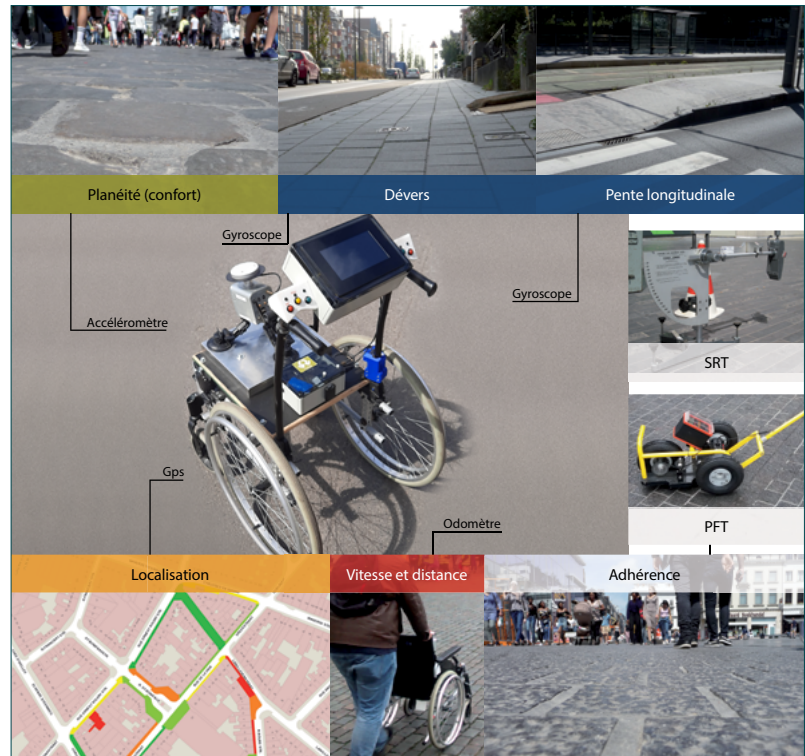 Planéité (confort)
Dévers
Pente longitudinale
Gyroscope
Gyroscope
Accéléromètre
SRT
Gps
Odomètre
PFT
Localisation
Vitesse et distance
Adhérence